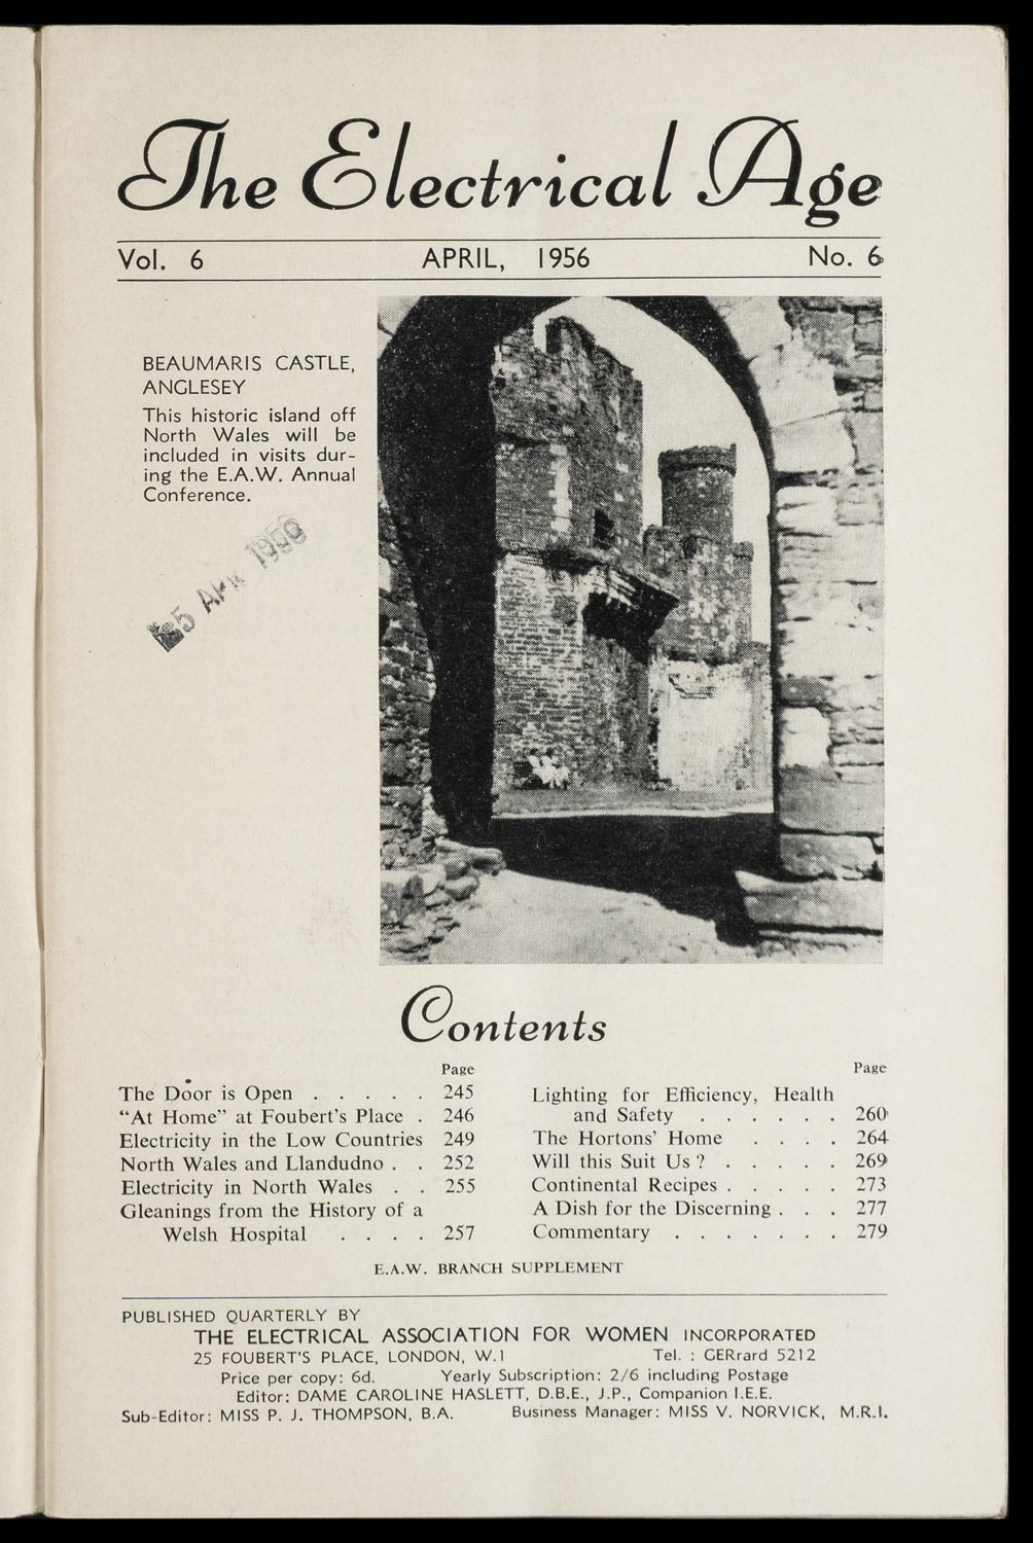 The Electrical Age
Vol. 6 APRIL, 1956 No. 6
BEAUMARIS CASTLE,
ANGLESEY
This historic island off
North Wales will be
included in visits dur-
ing the E.A.W. Annual
Conference.
25 APR 1956
Contents
Page
The Door is Open . . . . . 245
“At Home” at Foubert's Place . 246
Electricity in the Low Countries 249
North Wales and Llandudno . . 252
Electricity in North Wales . . 255
Gleanings from the History of a
Welsh Hospital . . . . 257
Page
Lighting for Efficiency, Health
and Safety . . . . . . 260
The Hortons' Home . . . . 264
Will this Suit Us ? . . . . . 269
Continental Recipes . . . . . 273
A Dish for the Discerning . . . 277
Commentary . . . . . . . 279
E.A.W. BRANCH SUPPLEMENT
PUBLISHED QUARTERLY BY
THE ELECTRICAL ASSOCIATION FOR WOMEN INCORPORATED
25 FOUBERT'S PLACE, LONDON, W.1 Tel. : GERrard 5212
Price per copy: 6d. Yearly Subscription: 2/6 including Postage
Editor: DAME CAROLINE HASLETT, D.B.E., J.P., Companion I.E.E.
Sub-Editor: MISS P. J. THOMPSON, B.A. Business Manager: MISS V. NORVICK, M.R.I.